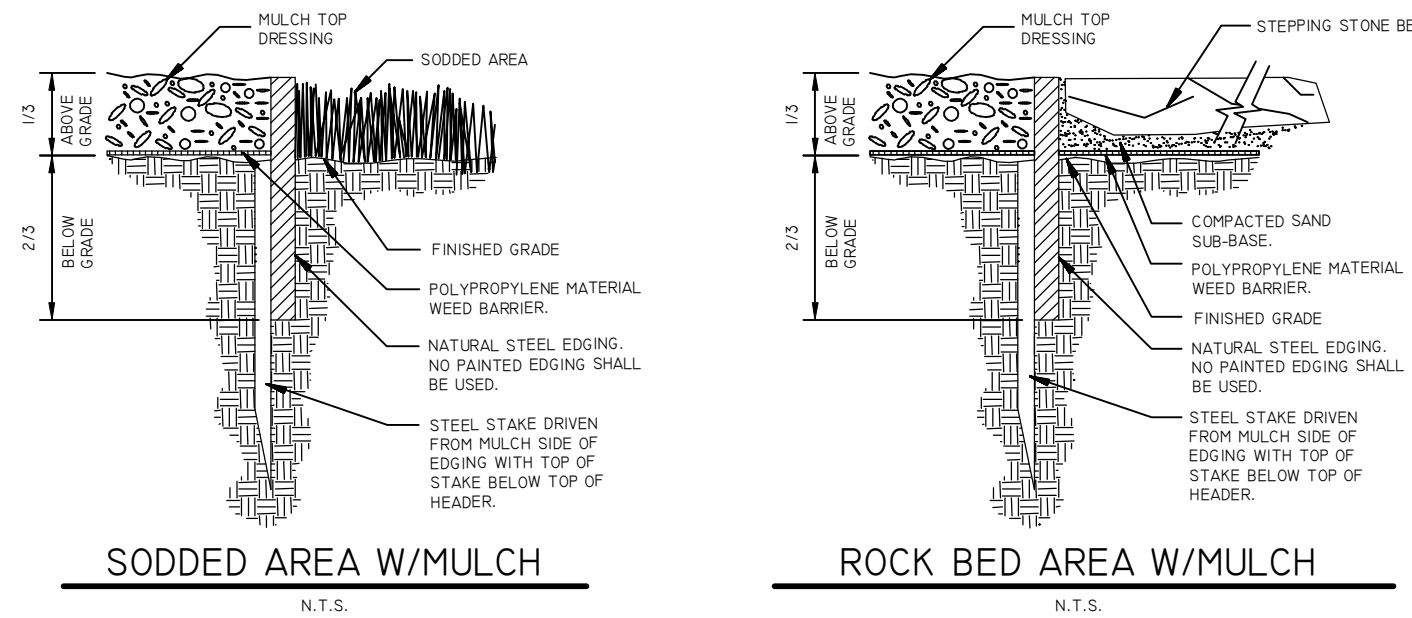 MULCH TOP
DRESSING
SODDED AREA
1/3
ABOVE
GRADE
2/3
BELOW
GRADE
FINISHED GRADE
POLYPROPYLENE MATERIAL
WEED BARRIER.
NATURAL STEEL EDGING.
NO PAINTED EDGING SHALL
BE USED.
STEEL STAKE DRIVEN
FROM MULCH SIDE OF
EDGING WITH TOP OF
STAKE BELOW TOP OF
HEADER.
SODDED AREA W/MULCH
N.T.S.
MULCH TOP
DRESSING
STEPPING STONE BE
1/3
ABOVE
GRADE
2/3
BELOW
GRADE
COMPACTED SAND
SUB-BASE.
POLYPROPYLENE MATERIAL
WEED BARRIER.
FINISHED GRADE
NATURAL STEEL EDGING.
NO PAINTED EDGING SHALL
BE USED.
STEEL STAKE DRIVEN
FROM MULCH SIDE OF
EDGING WITH TOP OF
STAKE BELOW TOP OF
HEADER.
ROCK BED AREA W/MULCH
N.T.S.